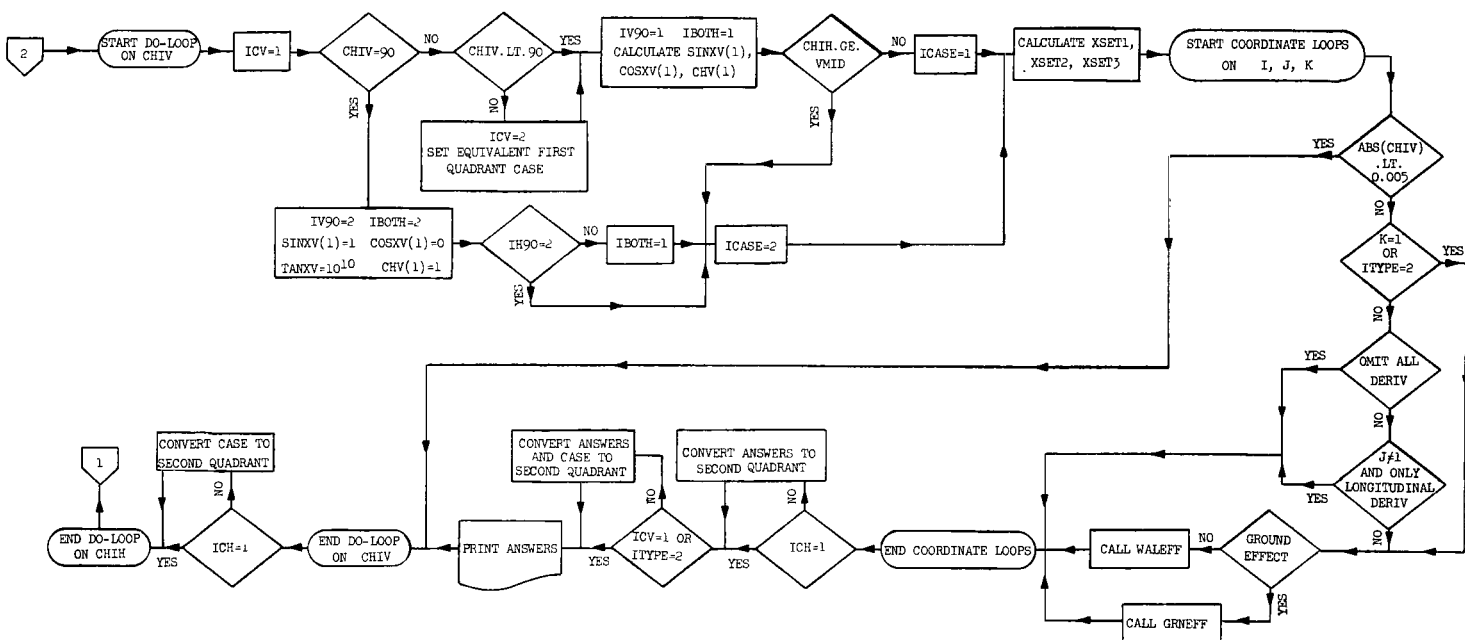 2
START DO-LOOP
ON CHIV
ICV=1
CHIV=90
NO
YES
CHIV.LT.90
YES
NO
ICV=2
SET EQUIVALENT FIRST
QUADRANT CASE
IV90=1 IBOTH=1
CALCULATE SINXV(1),
COSXV(1), CHV(1)
CHIH.GE.
VMID
NO
YES
ICASE=1
CALCULATE XSET1,
XSET2, XSET3
START COORDINATE LOOPS
ON I, J, K
IV90=2 IBOTH=2
SINXV(1)=1 COSXV(1)=0
TANXV=10^10 CHV(1)=1
IH90=2
NO
YES
IBOTH=1
ICASE=2
YES
ABS(CHIV)
.LT.
0.005
NO
K=1
OR
ITYPE=2
YES
NO
YES
OMIT ALL
DERIV
NO
J≠1
AND ONLY
LONGITUDINAL
DERIV
YES
NO
1
CONVERT CASE TO
SECOND QUADRANT
NO
END DO-LOOP
ON CHIH
YES
ICH=1
END DO-LOOP
ON CHIV
PRINT ANSWERS
CONVERT ANSWERS
AND CASE TO
SECOND QUADRANT
NO
YES
ICV=1 OR
ITYPE=2
CONVERT ANSWERS TO
SECOND QUADRANT
NO
YES
ICH=1
END COORDINATE LOOPS
CALL WALEFF
NO
GROUND
EFFECT
YES
CALL GRNEFF